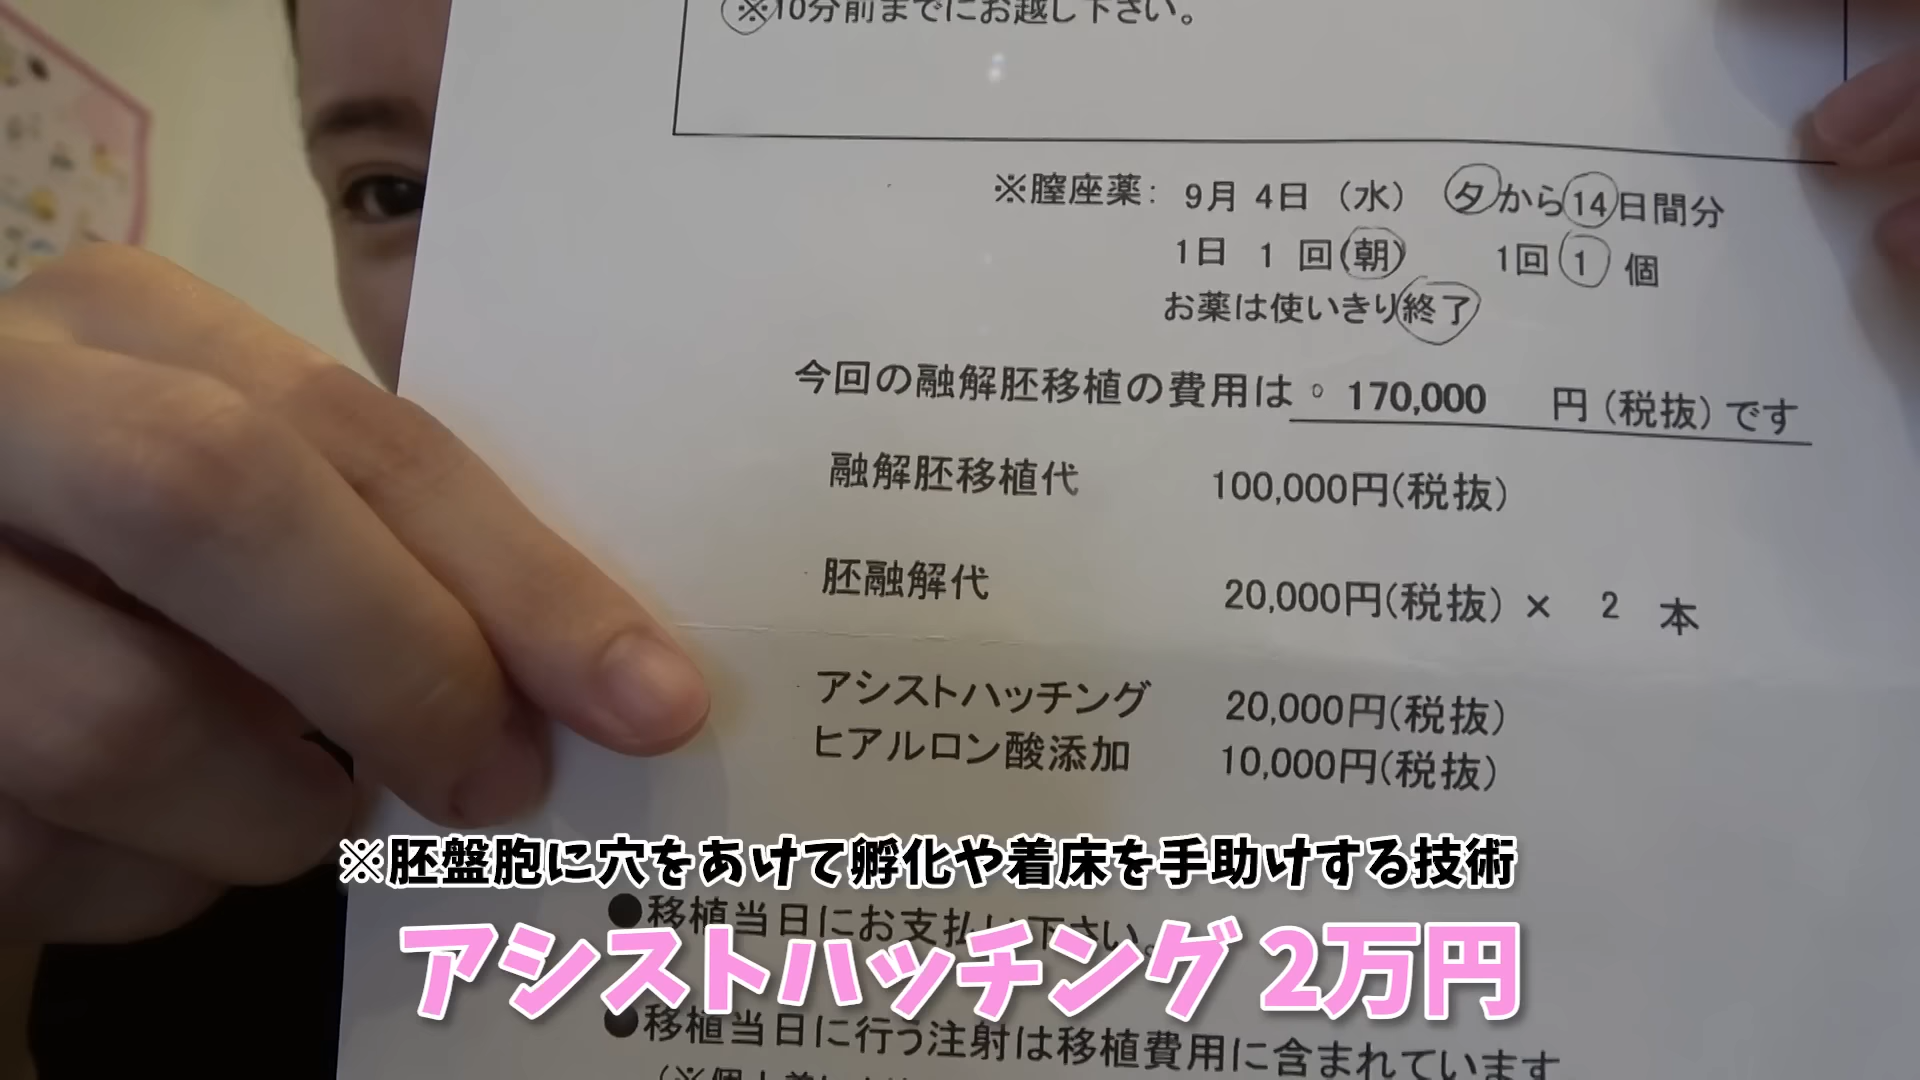 ※10分前までにお越し下さい。
※膣座薬: 9月 4日 (水) 夕から14日間分
1日 1 回(朝) 1回 1 個
お薬は使いきり終了
今回の融解胚移植の費用は 。 170,000 円(税抜)です
融解胚移植代 100,000円(税抜)
胚融解代 20,000円(税抜) × 2 本
アシストハッチング 20,000円(税抜)
ヒアルロン酸添加 10,000円(税抜)
※胚盤胞に穴をあけて孵化や着床を手助けする技術
●移植当日にお支払い下さい。
アシストハッチング 2万円
●移植当日に行う注射は移植費用に含まれています